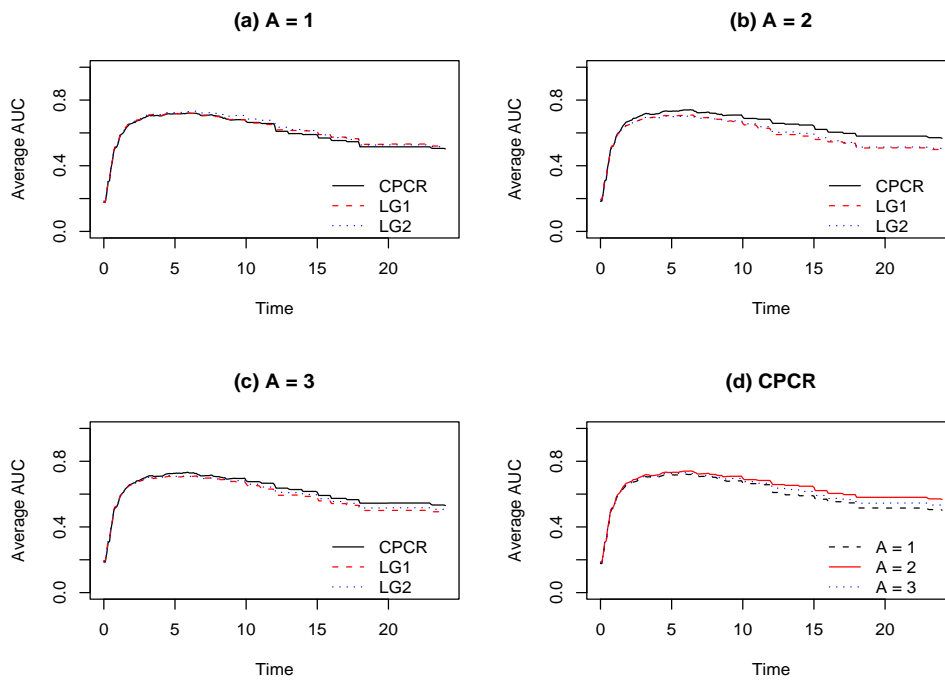 (a) A = 1
Average AUC
0.0 0.4 0.8
CPCR
LG1
LG2
0 5 10 15 20
Time
(b) A = 2
Average AUC
0.0 0.4 0.8
CPCR
LG1
LG2
0 5 10 15 20
Time
(c) A = 3
Average AUC
0.0 0.4 0.8
CPCR
LG1
LG2
0 5 10 15 20
Time
(d) CPCR
Average AUC
0.0 0.4 0.8
A = 1
A = 2
A = 3
0 5 10 15 20
Time